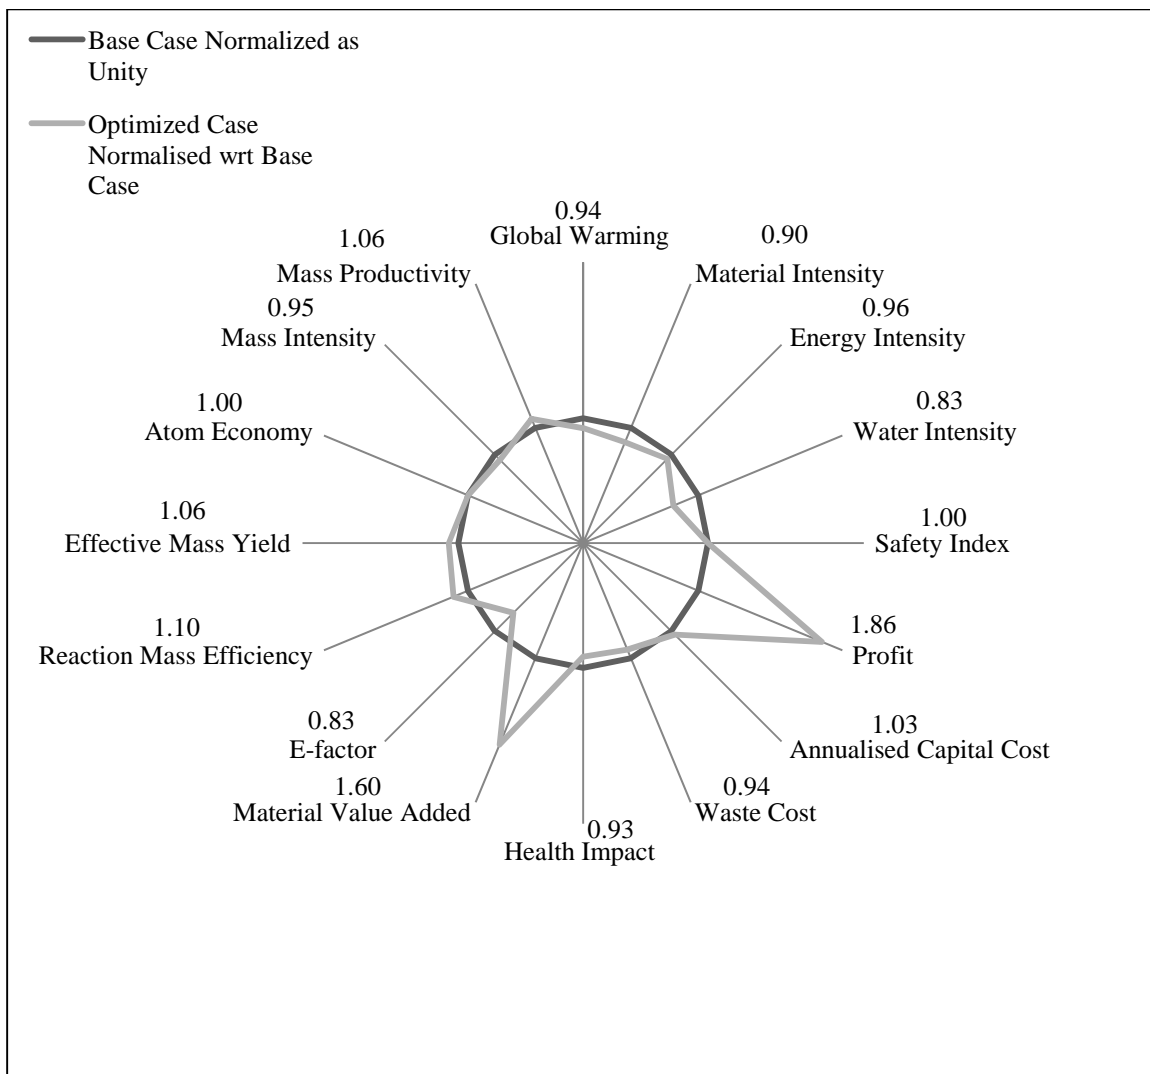 Base Case Normalized as
Unity
Optimized Case
Normalised wrt Base
Case
0.94
Global Warming
0.90
Material Intensity
0.96
Energy Intensity
0.83
Water Intensity
1.00
Safety Index
1.86
Profit
1.03
Annualised Capital Cost
0.94
Waste Cost
0.93
Health Impact
1.60
Material Value Added
0.83
E-factor
1.10
Reaction Mass Efficiency
1.06
Effective Mass Yield
1.00
Atom Economy
0.95
Mass Intensity
1.06
Mass Productivity